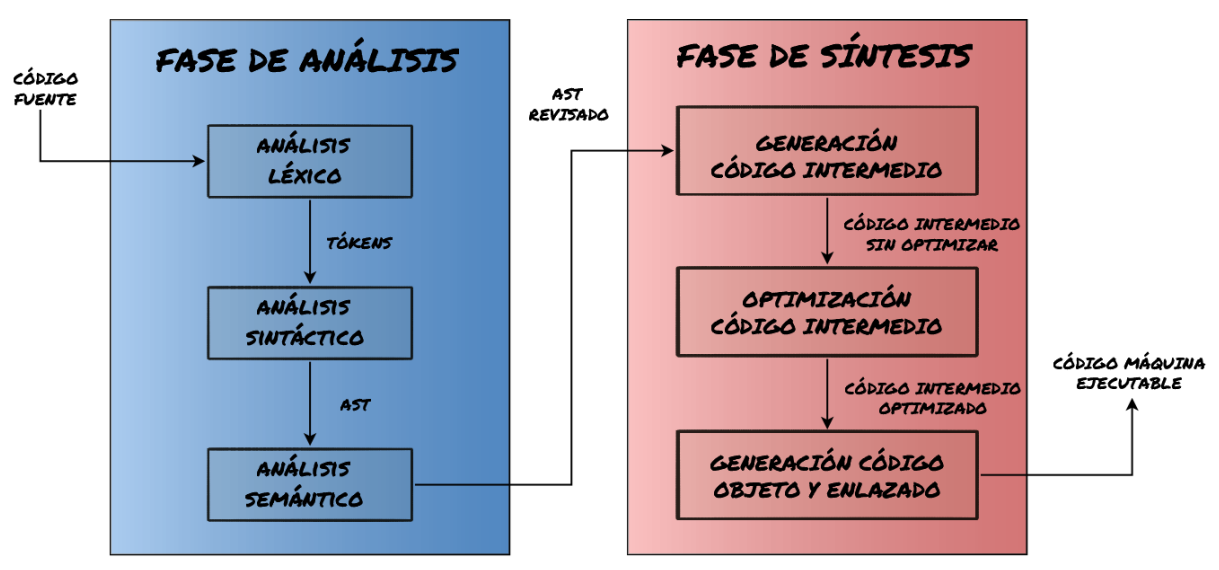 FASE DE ANÁLISIS
CÓDIGO
FUENTE
ANÁLISIS
LÉXICO
TÓKENS
ANÁLISIS
SINTÁCTICO
AST
ANÁLISIS
SEMÁNTICO
AST
REVISADO
FASE DE SÍNTESIS
GENERACIÓN
CÓDIGO INTERMEDIO
CÓDIGO INTERMEDIO
SIN OPTIMIZAR
OPTIMIZACIÓN
CÓDIGO INTERMEDIO
CÓDIGO INTERMEDIO
OPTIMIZADO
GENERACIÓN CÓDIGO
OBJETO Y ENLAZADO
CÓDIGO MÁQUINA
EJECUTABLE